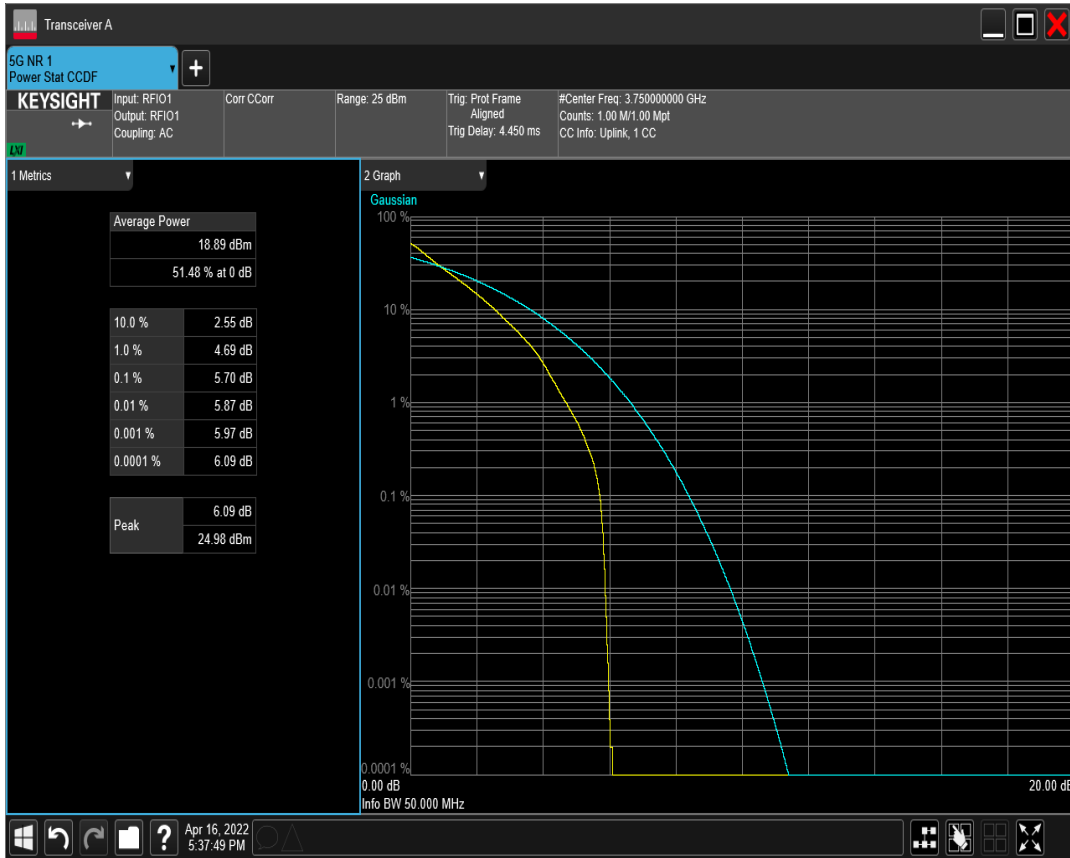 Transceiver A
5G NR 1
Power Stat CCDF
KEYSIGHT
LXI
Input: RFIO1
Output: RFIO1
Coupling: AC
Corr CCorr
Range: 25 dBm
Trig: Prot Frame
Aligned
Trig Delay: 4.450 ms
#Center Freq: 3.750000000 GHz
Counts: 1.00 M/1.00 Mpt
CC Info: Uplink, 1 CC
1 Metrics
Average Power
18.89 dBm
51.48 % at 0 dB
10.0 % 2.55 dB
1.0 % 4.69 dB
0.1 % 5.70 dB
0.01 % 5.87 dB
0.001 % 5.97 dB
0.0001 % 6.09 dB
Peak
6.09 dB
24.98 dBm
2 Graph
Gaussian
100 %
10 %
1 %
0.1 %
0.01 %
0.001 %
0.0001 %
0.00 dB
20.00 dB
Info BW 50.000 MHz
?
Apr 16, 2022
5:37:49 PM